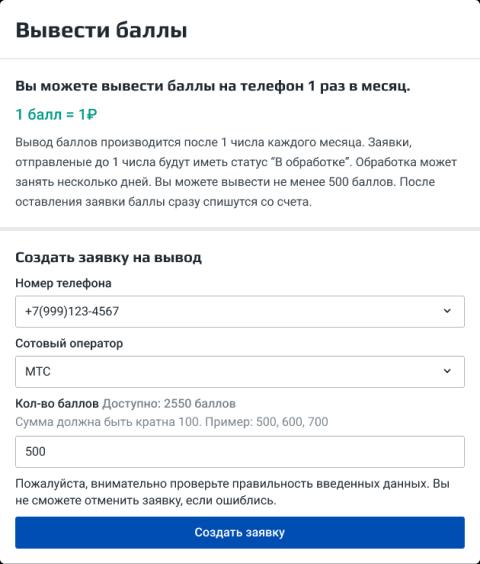 Вывести баллы
Вы можете вывести баллы на телефон 1 раз в месяц.
1 балл = 1₽
Вывод баллов производится после 1 числа каждого месяца. Заявки,
отправленые до 1 числа будут иметь статус “В обработке”. Обработка может
занять несколько дней. Вы можете вывести не менее 500 баллов. После
оставления заявки баллы сразу спишутся со счета.
Создать заявку на вывод
Номер телефона
+7(999)123-4567
Сотовый оператор
МТС
Кол-во баллов Доступно: 2550 баллов
Сумма должна быть кратна 100. Пример: 500, 600, 700
500
Пожалуйста, внимательно проверьте правильность введенных данных. Вы
не сможете отменить заявку, если ошиблись.
Создать заявку